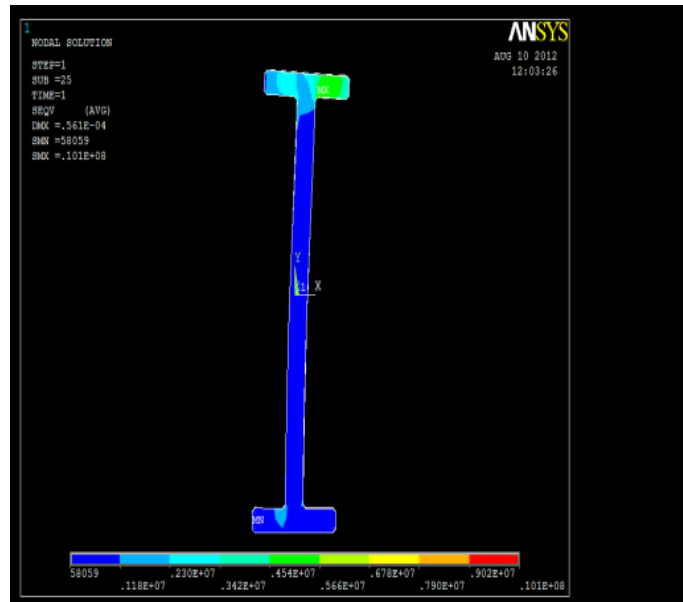 1
NODAL SOLUTION
ANSYS
STEP=1
SUB =25
TIME=1
SEQV (AVG)
DMX =.561E-04
SMN =58059
SMX =.101E+08
AUG 10 2012
12:03:26
MX
Y
X
MN
58059 .230E+07 .454E+07 .678E+07 .902E+07
.118E+07 .342E+07 .566E+07 .790E+07 .101E+08